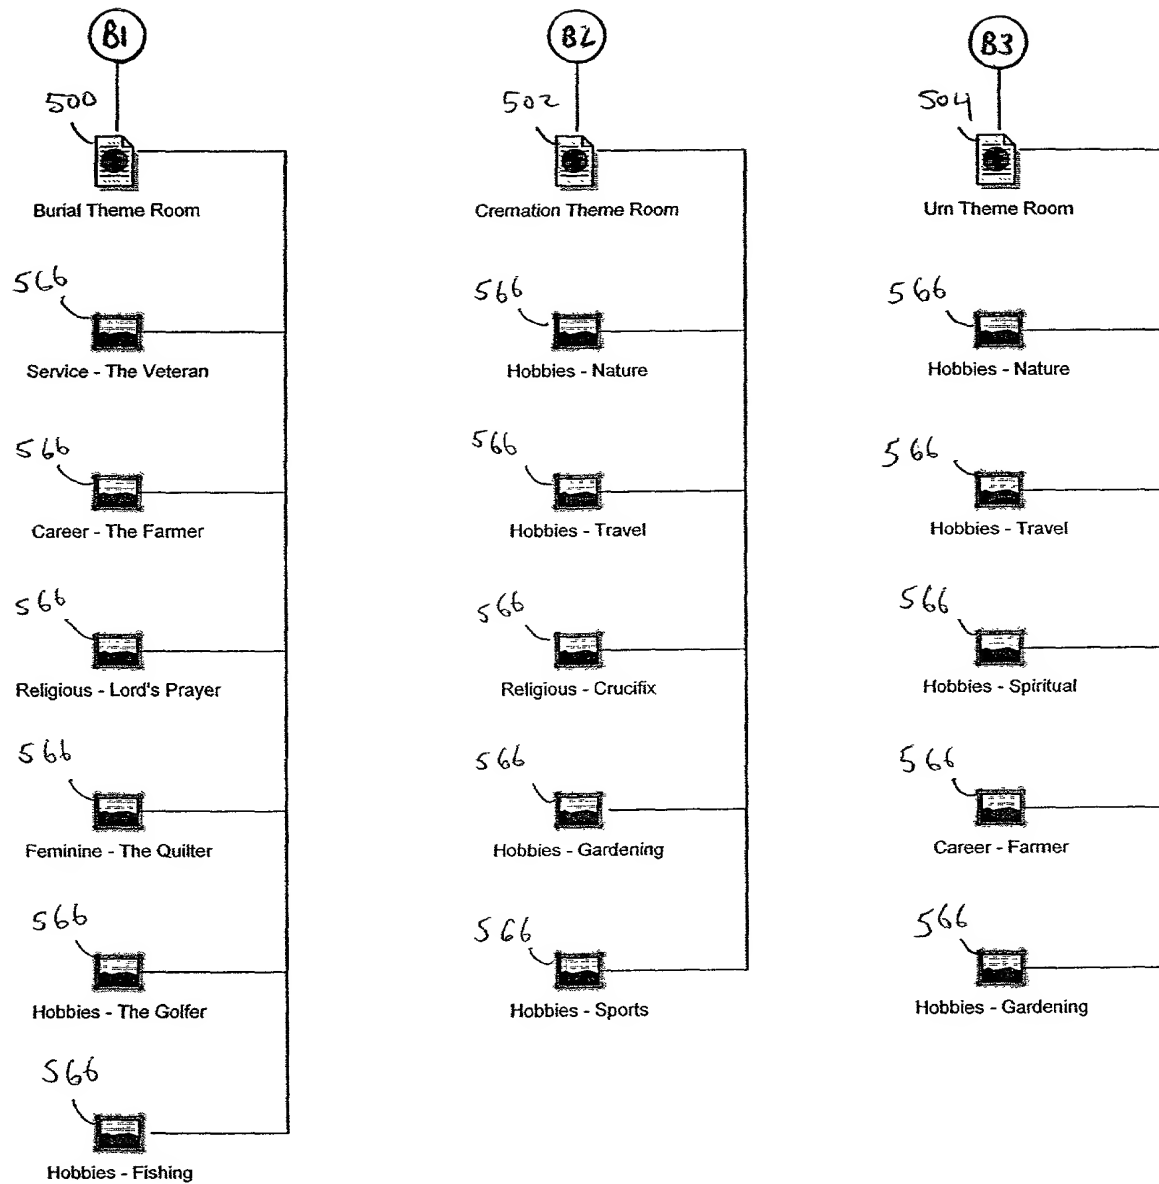 B1
500
Burial Theme Room
566
Service - The Veteran
566
Career - The Farmer
566
Religious - Lord's Prayer
566
Feminine - The Quilter
566
Hobbies - The Golfer
566
Hobbies - Fishing
B2
502
Cremation Theme Room
566
Hobbies - Nature
566
Hobbies - Travel
566
Religious - Crucifix
566
Hobbies - Gardening
566
Hobbies - Sports
B3
504
Urn Theme Room
566
Hobbies - Nature
566
Hobbies - Travel
566
Hobbies - Spiritual
566
Career - Farmer
566
Hobbies - Gardening